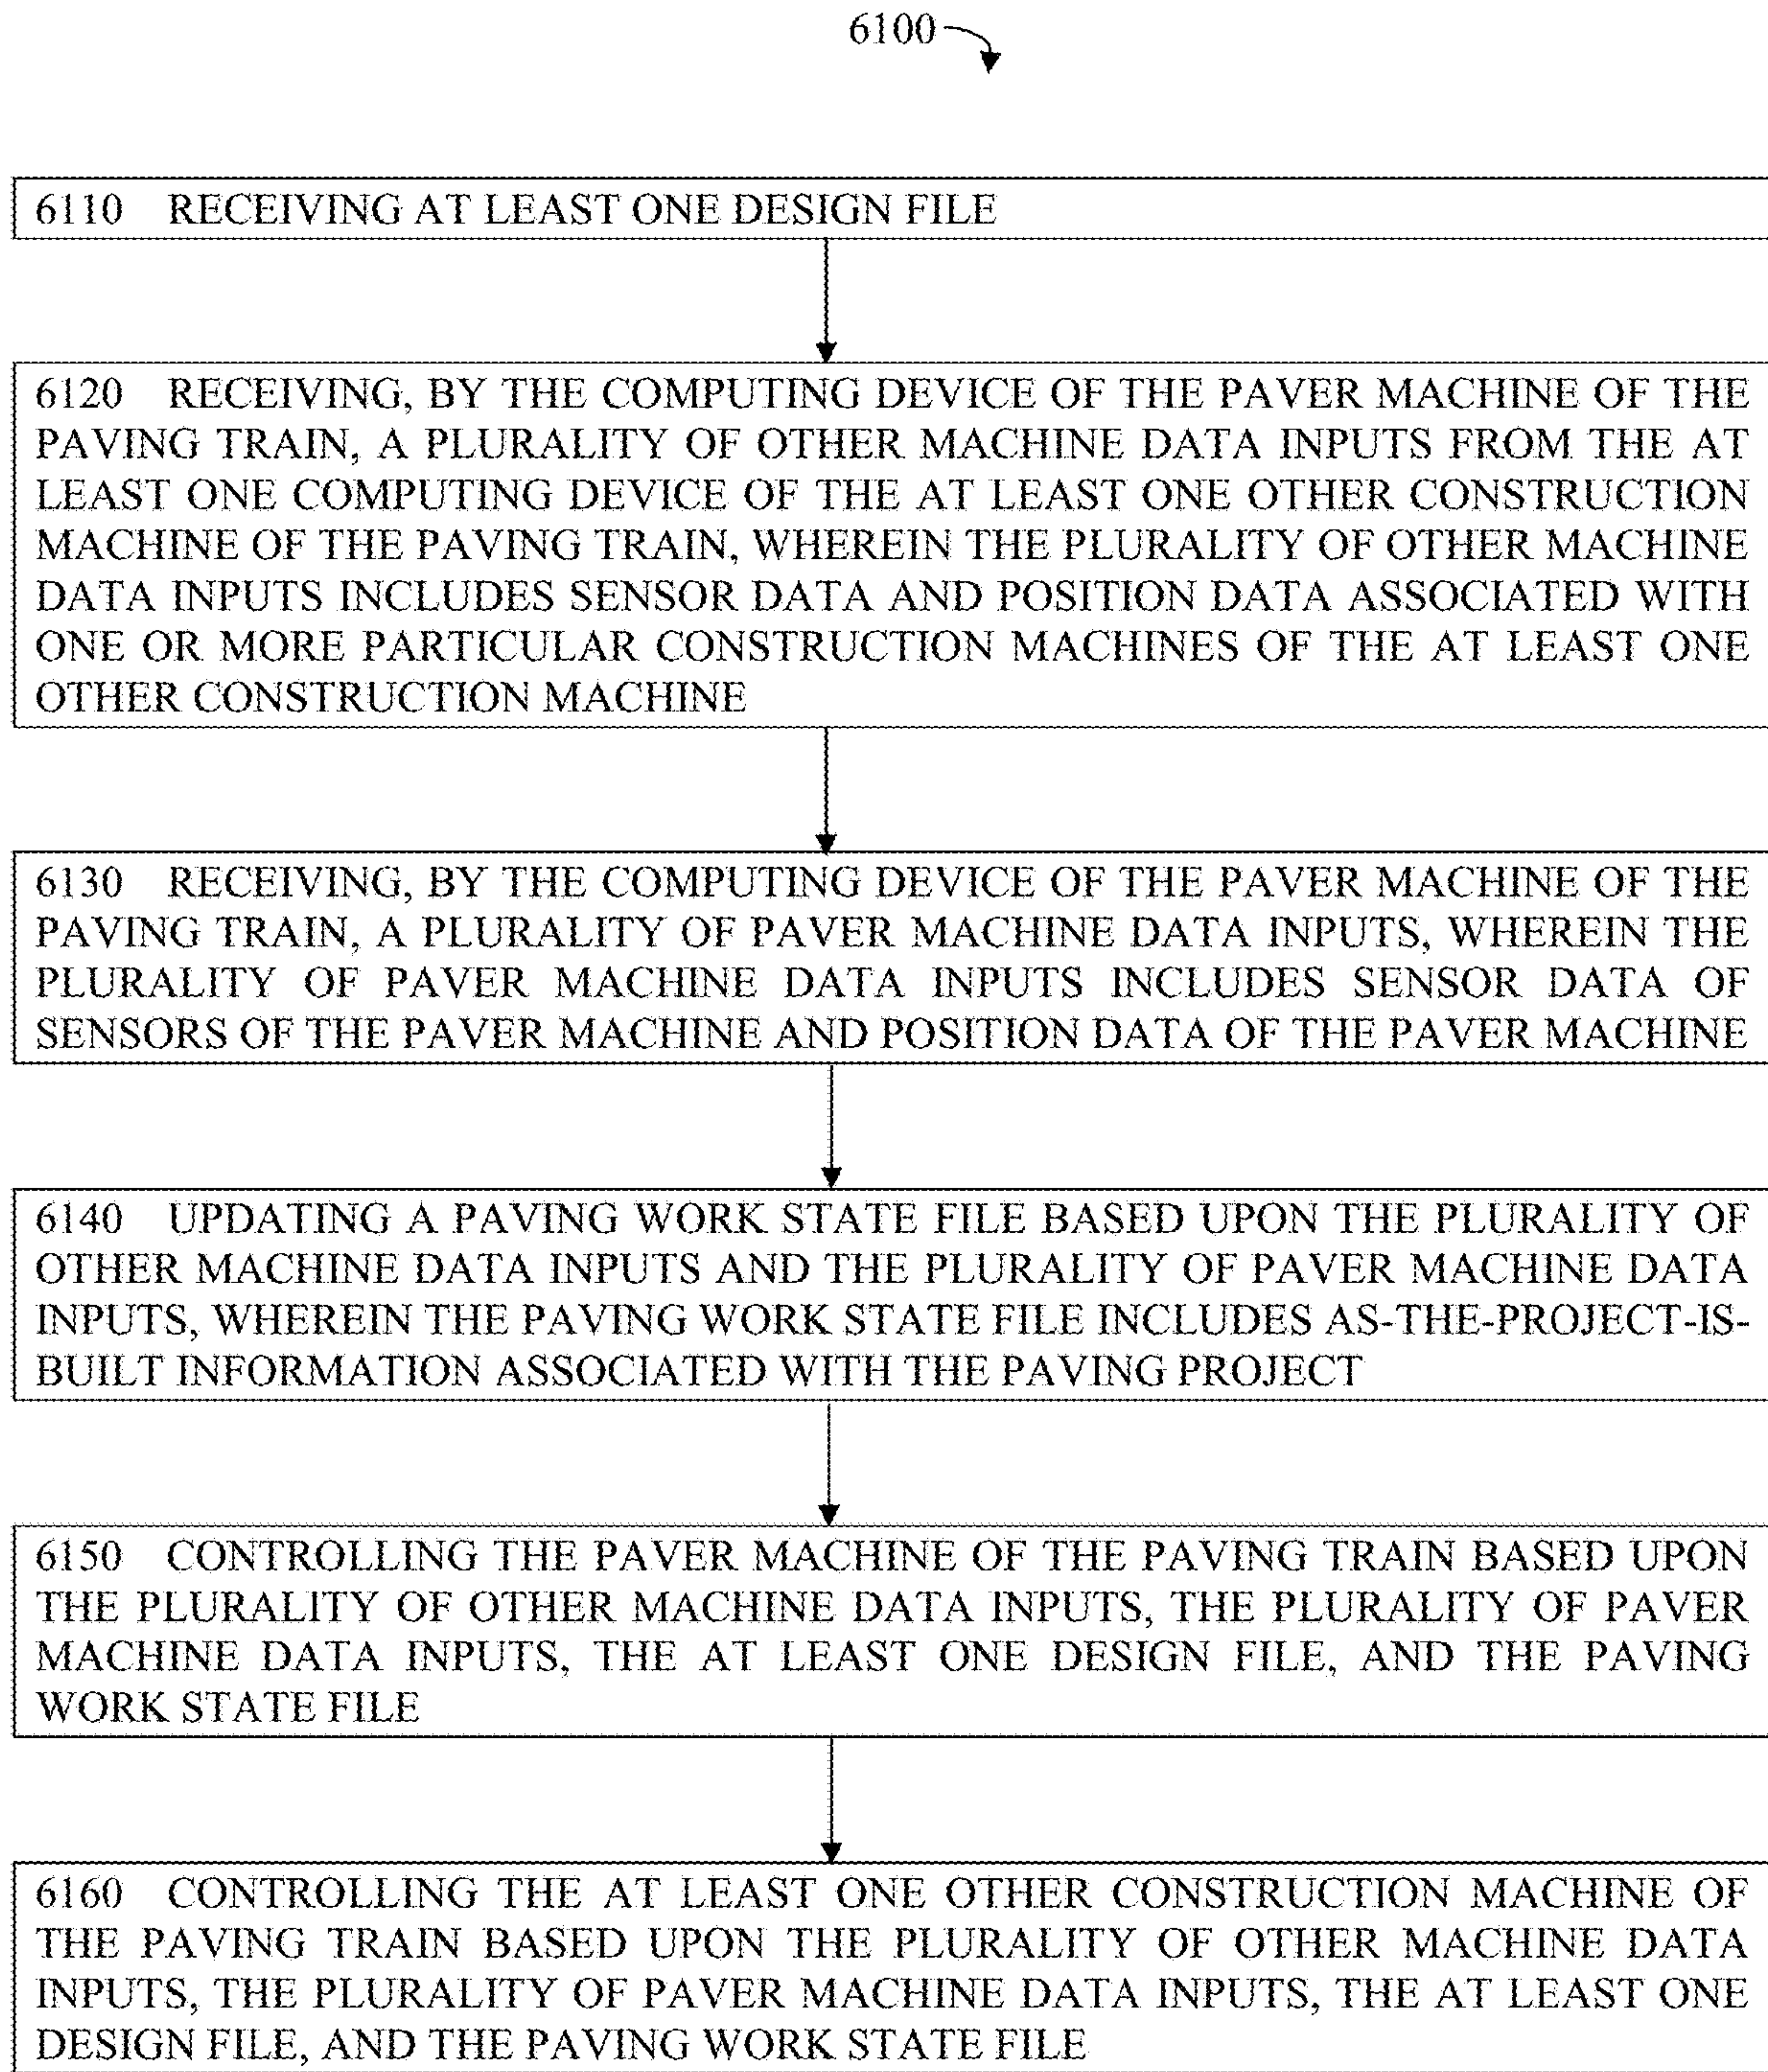 6100
6110 RECEIVING AT LEAST ONE DESIGN FILE
6120 RECEIVING, BY THE COMPUTING DEVICE OF THE PAVER MACHINE OF THE
PAVING TRAIN, A PLURALITY OF OTHER MACHINE DATA INPUTS FROM THE AT
LEAST ONE COMPUTING DEVICE OF THE AT LEAST ONE OTHER CONSTRUCTION
MACHINE OF THE PAVING TRAIN, WHEREIN THE PLURALITY OF OTHER MACHINE
DATA INPUTS INCLUDES SENSOR DATA AND POSITION DATA ASSOCIATED WITH
ONE OR MORE PARTICULAR CONSTRUCTION MACHINES OF THE AT LEAST ONE
OTHER CONSTRUCTION MACHINE
6130 RECEIVING, BY THE COMPUTING DEVICE OF THE PAVER MACHINE OF THE
PAVING TRAIN, A PLURALITY OF PAVER MACHINE DATA INPUTS, WHEREIN THE
PLURALITY OF PAVER MACHINE DATA INPUTS INCLUDES SENSOR DATA OF
SENSORS OF THE PAVER MACHINE AND POSITION DATA OF THE PAVER MACHINE
6140 UPDATING A PAVING WORK STATE FILE BASED UPON THE PLURALITY OF
OTHER MACHINE DATA INPUTS AND THE PLURALITY OF PAVER MACHINE DATA
INPUTS, WHEREIN THE PAVING WORK STATE FILE INCLUDES AS-THE-PROJECT-IS-
BUILT INFORMATION ASSOCIATED WITH THE PAVING PROJECT
6150 CONTROLLING THE PAVER MACHINE OF THE PAVING TRAIN BASED UPON
THE PLURALITY OF OTHER MACHINE DATA INPUTS, THE PLURALITY OF PAVER
MACHINE DATA INPUTS, THE AT LEAST ONE DESIGN FILE, AND THE PAVING
WORK STATE FILE
6160 CONTROLLING THE AT LEAST ONE OTHER CONSTRUCTION MACHINE OF
THE PAVING TRAIN BASED UPON THE PLURALITY OF OTHER MACHINE DATA
INPUTS, THE PLURALITY OF PAVER MACHINE DATA INPUTS, THE AT LEAST ONE
DESIGN FILE, AND THE PAVING WORK STATE FILE